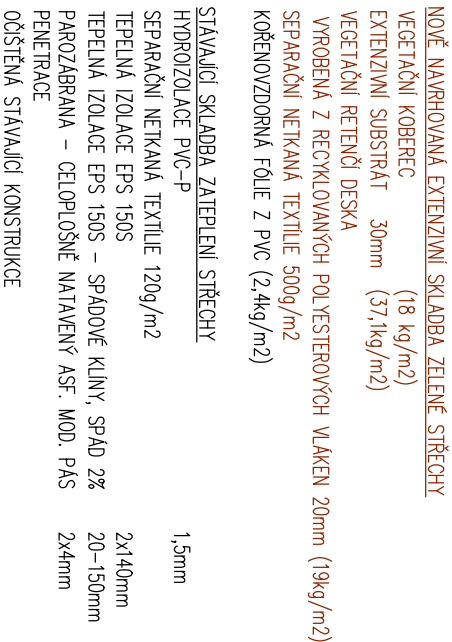 NOVĚ NAVRHOVANÁ EXTENZIVNÍ SKLADBA ZELENÉ STŘECHY
VEGETAČNÍ KOBEREC (18 kg/m2)
EXTENZIVNÍ SUBSTRÁT 30mm (37,1kg/m2)
VEGETAČNÍ RETENČÍ DESKA
VYROBENÁ Z RECYKLOVANÝCH POLYESTEROVÝCH VLÁKEN 20mm (19kg/m2)
SEPARAČNÍ NETKANÁ TEXTÍLIE 500g/m2
KOŘENOVZDORNÁ FÓLIE Z PVC (2,4kg/m2)
STÁVAJÍCÍ SKLADBA ZATEPLENÍ STŘECHY
HYDROIZOLACE PVC-P 1,5mm
SEPARAČNÍ NETKANÁ TEXTÍLIE 120g/m2
TEPELNÁ IZOLACE EPS 150S 2x140mm
TEPELNÁ IZOLACE EPS 150S - SPÁDOVÉ KLÍNY, SPÁD 2% 20-150mm
PAROZÁBRANA - CELOPLOŠNĚ NATAVENÝ ASF. MOD. PÁS 2x4mm
PENETRACE
OČIŠTĚNÁ STÁVAJÍCÍ KONSTRUKCE